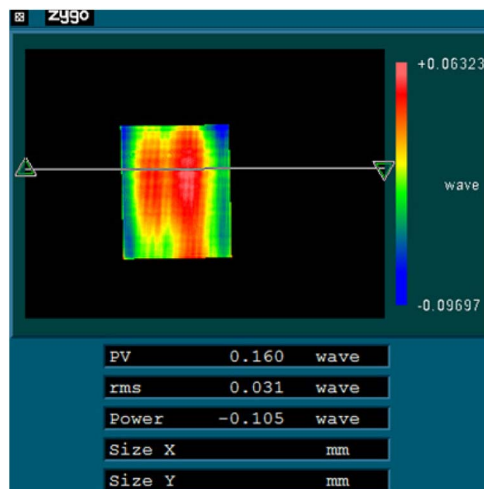 zygo
+0.06323
wave
-0.09697
PV 0.160 wave
rms 0.031 wave
Power -0.105 wave
Size X mm
Size Y mm